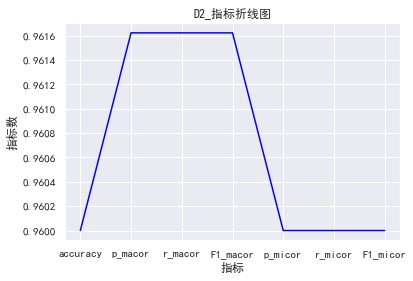 D2_指标折线图
0.9616
0.9614
0.9612
0.9610
0.9608
0.9606
0.9604
0.9602
0.9600
指标数
accuracy p_macor r_macor F1_macor p_micor r_micor F1_micor
指标